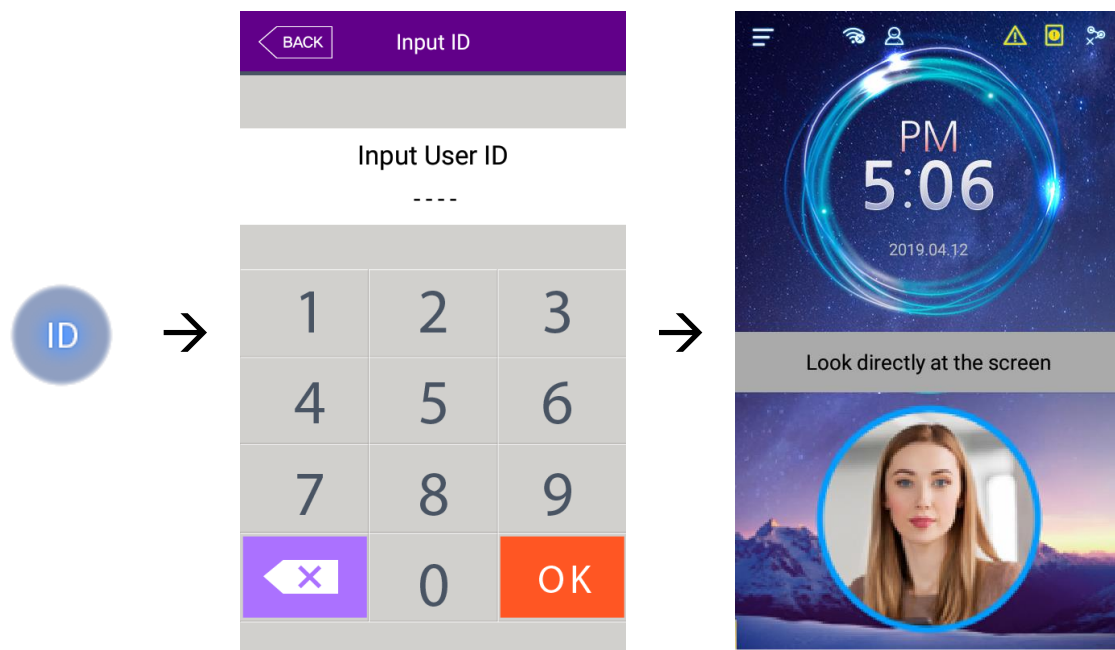 ID
BACK
Input ID
Input User ID
----
1 2 3
4 5 6
7 8 9
0 OK
PM
5:06
2019.04.12
Look directly at the screen